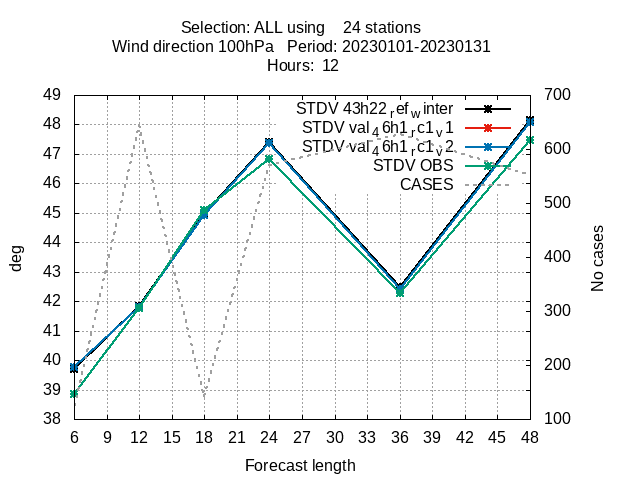 Selection: ALL using 24 stations
Wind direction 100hPa Period: 20230101-20230131
Hours: 12
STDV 43h22refwinter
STDV val46h1rc1v1
STDV val46h1rc1v2
STDV OBS
CASES
49
48
47
46
45
44
43
42
41
40
39
38
deg
700
600
500
400
300
200
100
No cases
6 9 12 15 18 21 24 27 30 33 36 39 42 45 48
Forecast length